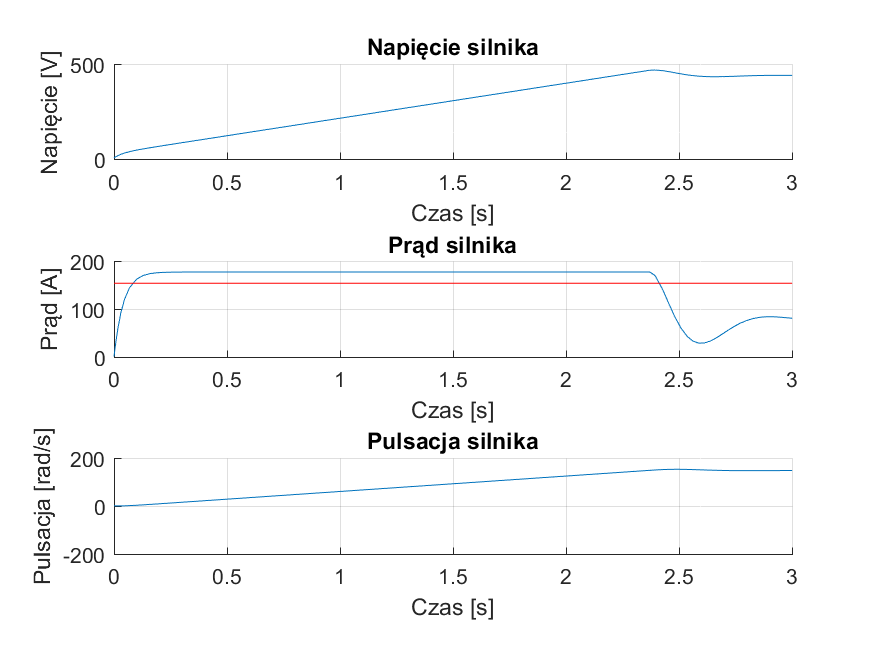 Napięcie silnika
Napięcie [V]
500
0
0 0.5 1 1.5 2 2.5 3
Czas [s]
Prąd silnika
Prąd [A]
200
100
0
0 0.5 1 1.5 2 2.5 3
Czas [s]
Pulsacja silnika
Pulsacja [rad/s]
200
0
-200
0 0.5 1 1.5 2 2.5 3
Czas [s]